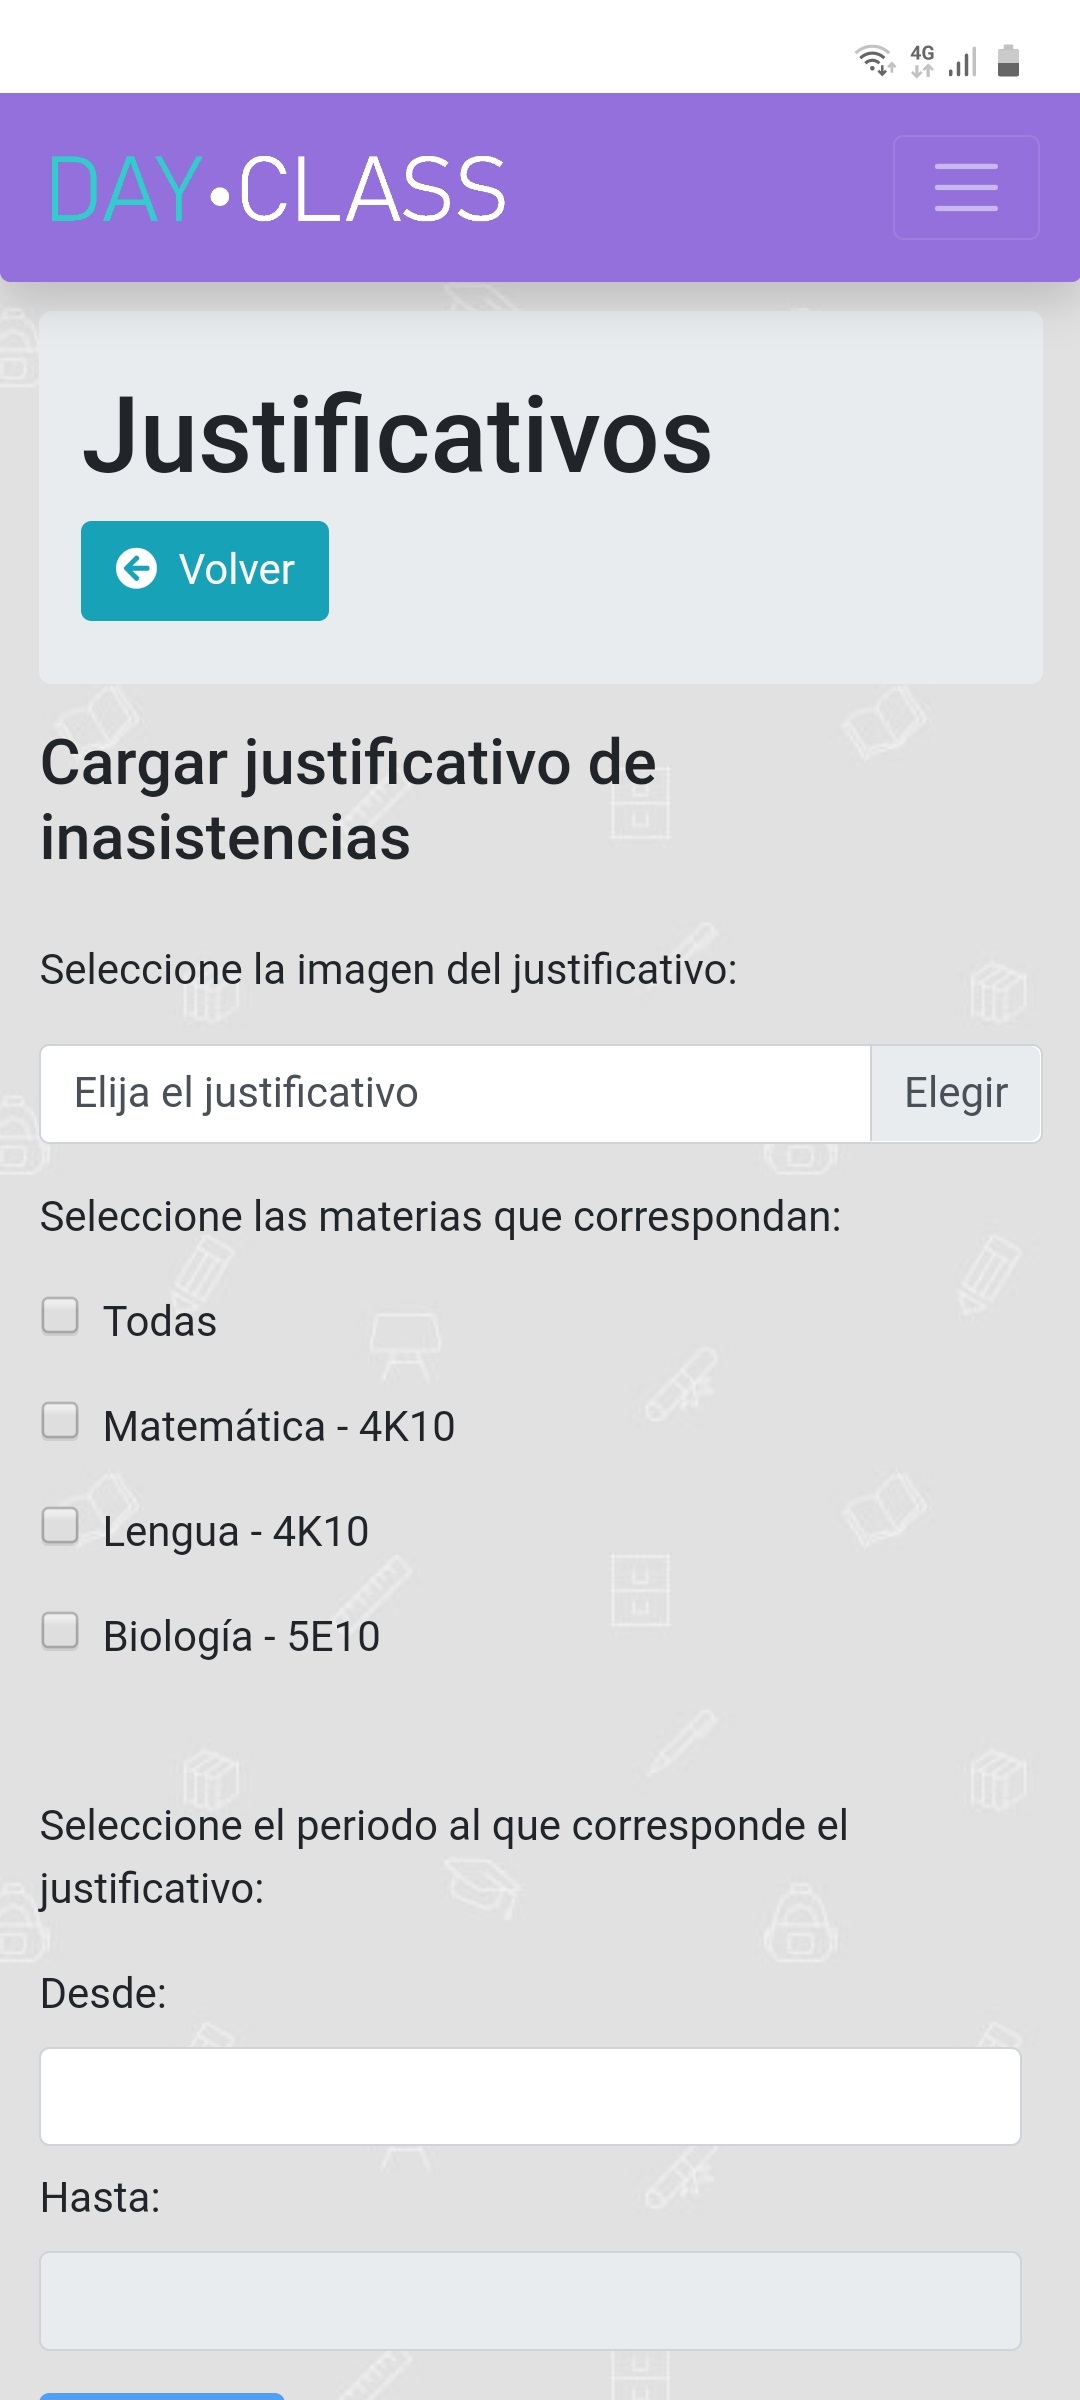 4G
DAY•CLASS
Justificativos
Volver
Cargar justificativo de
inasistencias
Seleccione la imagen del justificativo:
Elija el justificativo
Elegir
Seleccione las materias que correspondan:
Todas
Matemática - 4K10
Lengua - 4K10
Biología - 5E10
Seleccione el periodo al que corresponde el
justificativo:
Desde:
Hasta: